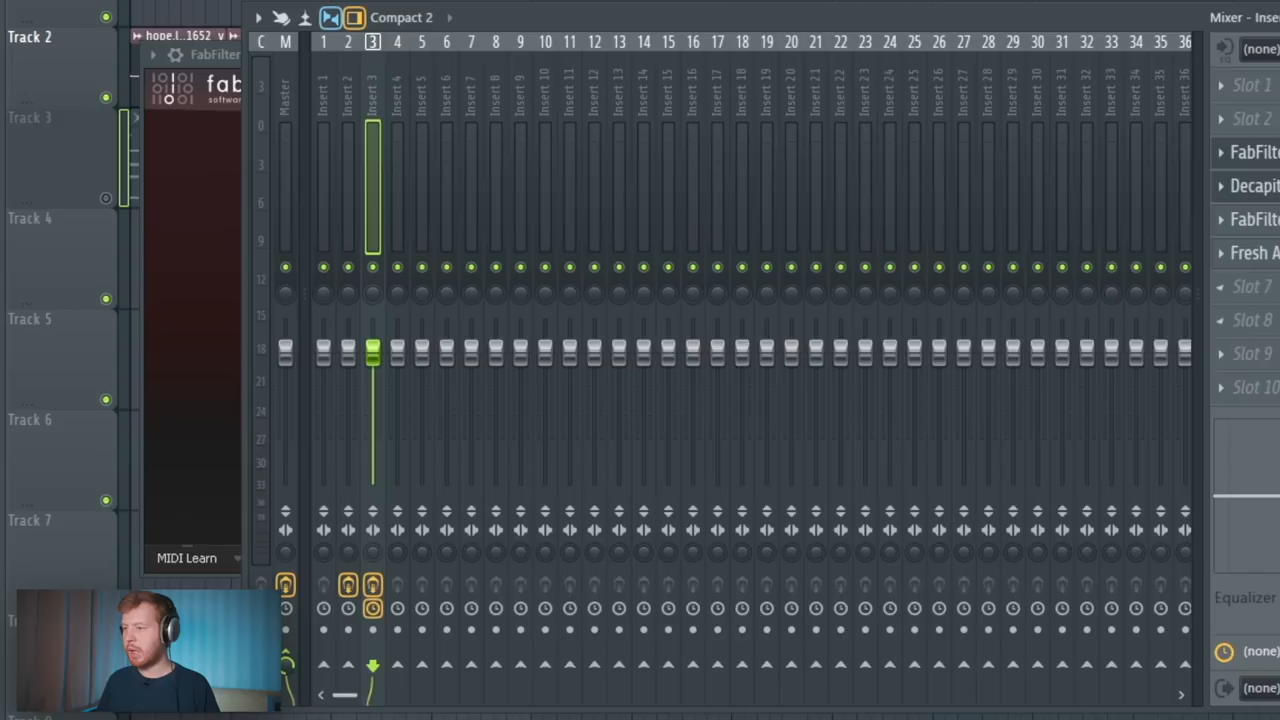 Compact 2
Mixer - Inse
Track 2
hope.l...1652_v
FabFilter
fab
softwar
MIDI Learn
Track 3
Track 4
Track 5
Track 6
Track 7
C M 1 2 3 4 5 6 7 8 9 10 11 12 13 14 15 16 17 18 19 20 21 22 23 24 25 26 27 28 29 30 31 32 33 34 35 36
Master
Insert 1
Insert 2
Insert 3
Insert 4
Insert 5
Insert 6
Insert 7
Insert 8
Insert 9
Insert 10
Insert 11
Insert 12
Insert 13
Insert 14
Insert 15
Insert 16
Insert 17
Insert 18
Insert 19
Insert 20
Insert 21
Insert 22
Insert 23
Insert 24
Insert 25
Insert 26
Insert 27
Insert 28
Insert 29
Insert 30
Insert 31
Insert 32
Insert 33
Insert 34
Insert 35
Insert 36
3
0
3
6
9
12
15
18
21
24
27
30
33
(none)
Slot 1
Slot 2
FabFilte
Decapit
FabFilte
Fresh A
Slot 7
Slot 8
Slot 9
Slot 10
Equalizer
(none)
(none)